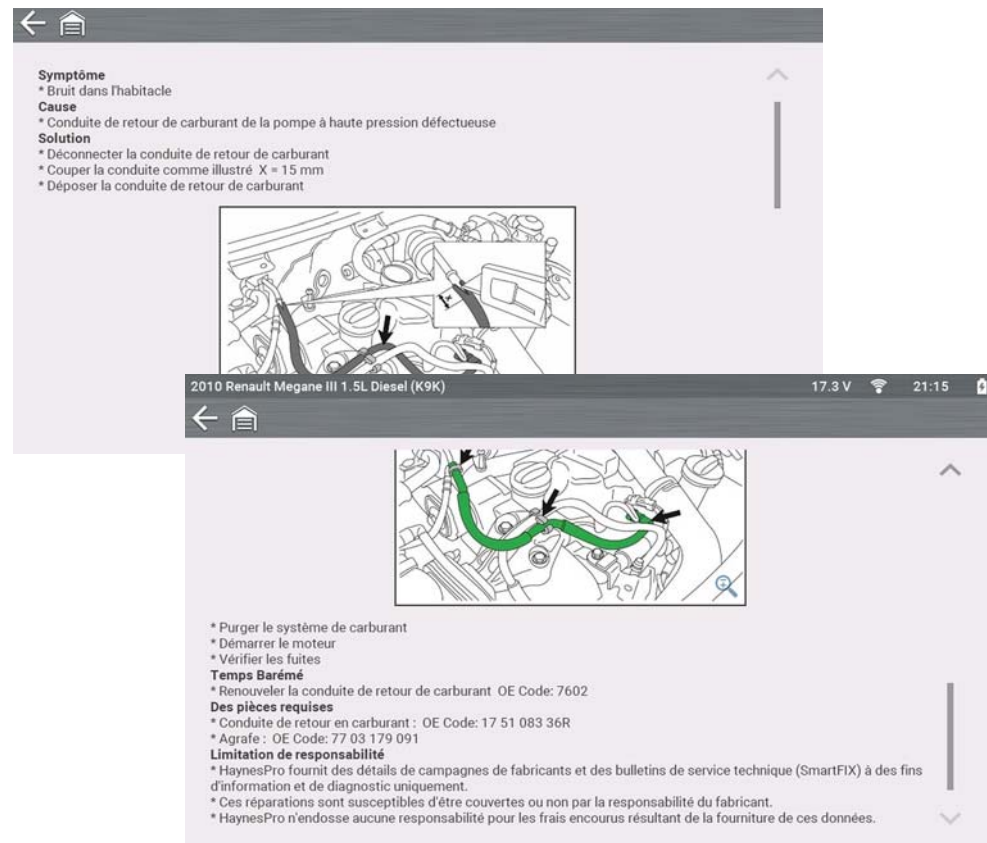 Symptôme
* Bruit dans l'habitacle
Cause
* Conduite de retour de carburant de la pompe à haute pression défectueuse
Solution
* Déconnecter la conduite de retour de carburant
* Couper la conduite comme illustré X = 15 mm
* Déposer la conduite de retour de carburant
X
2010 Renault Megane III 1.5L Diesel (K9K) 17.3 V 21:15
* Purger le système de carburant
* Démarrer le moteur
* Vérifier les fuites
Temps Barémé
* Renouveler la conduite de retour de carburant OE Code: 7602
Des pièces requises
* Conduite de retour en carburant : OE Code: 17 51 083 36R
* Agrafe : OE Code: 77 03 179 091
Limitation de responsabilité
* HaynesPro fournit des détails de campagnes de fabricants et des bulletins de service technique (SmartFIX) à des fins
d'information et de diagnostic uniquement.
* Ces réparations sont susceptibles d'être couvertes ou non par la responsabilité du fabricant.
* HaynesPro n'endosse aucune responsabilité pour les frais encourus résultant de la fourniture de ces données.